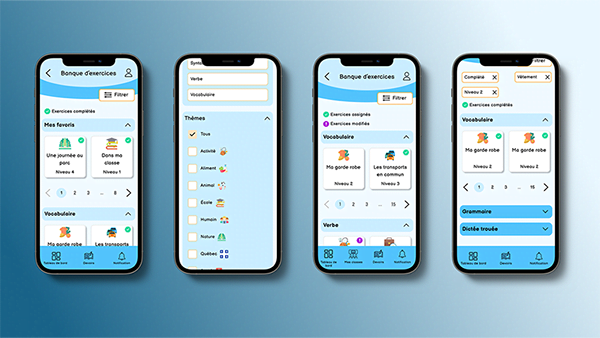 Banque d'exercices
Filtrer
Exercices complétés
Mes favoris
Une journée au
parc
Niveau 4
Dans ma
classe
Niveau 1
1 2 3 ... 8
Vocabulaire
Ma garde robe
Les transports
Tableau de bord
Devoirs
Notification
Verbe
Vocabulaire
Thèmes
Tous
Activité
Aliment
Animal
École
Humain
Nature
Québec
Banque d'exercices
Filtrer
Exercices assignés
Exercices modifiés
Vocabulaire
Ma garde robe
Niveau 2
Les transports
en commun
Niveau 3
1 2 3 ... 15
Verbe
Tableau de
bord
Mes classes
Devoirs
Notification
Filtrer
Complété
Vêtement
Niveau 2
Exercices complétés
Vocabulaire
Ma garde robe
Niveau 2
Ma garde robe
Niveau 2
1 2 3 ... 15
Grammaire
Dictée trouée
Tableau de bord
Devoirs
Notification